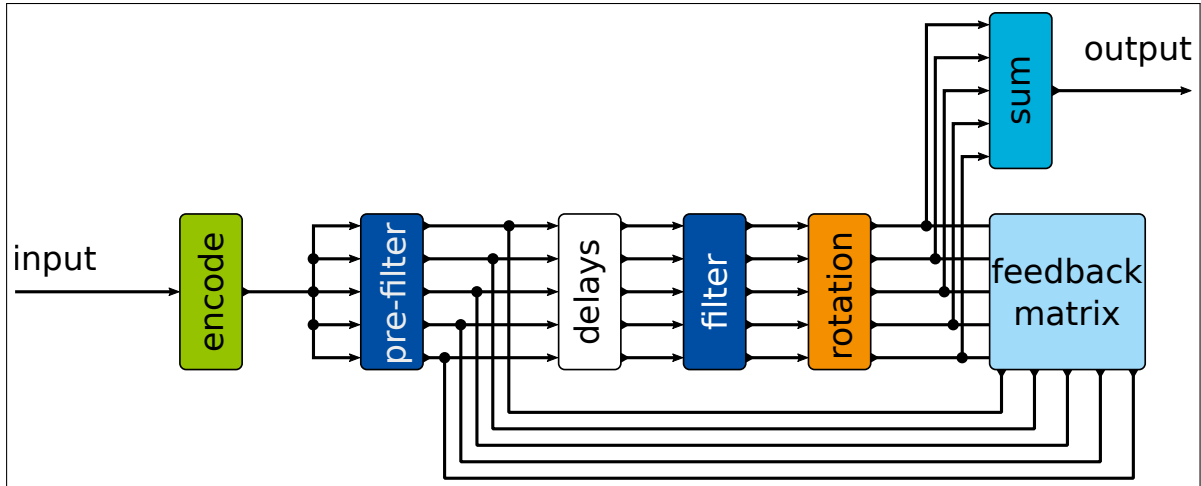 input
encode
pre-filter
delays
filter
rotation
feedback
matrix
sum
output